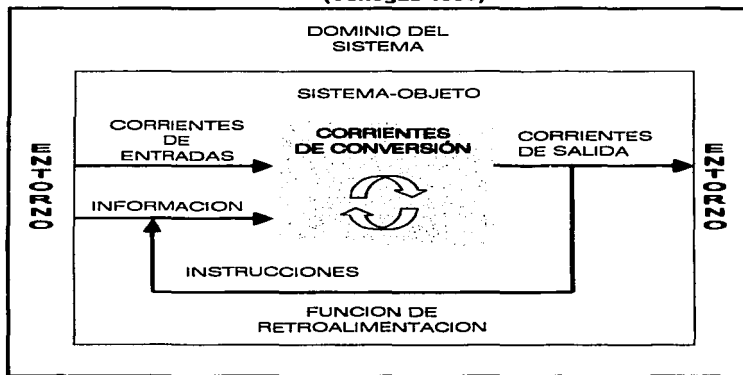 DOMINIO DEL
SISTEMA
SISTEMA-OBJETO
CORRIENTES
DE
ENTRADAS
CORRIENTES
DE CONVERSIÓN
CORRIENTES
DE SALIDA
ENTORNO
INFORMACION
ENTORNO
INSTRUCCIONES
FUNCION DE
RETROALIMENTACION